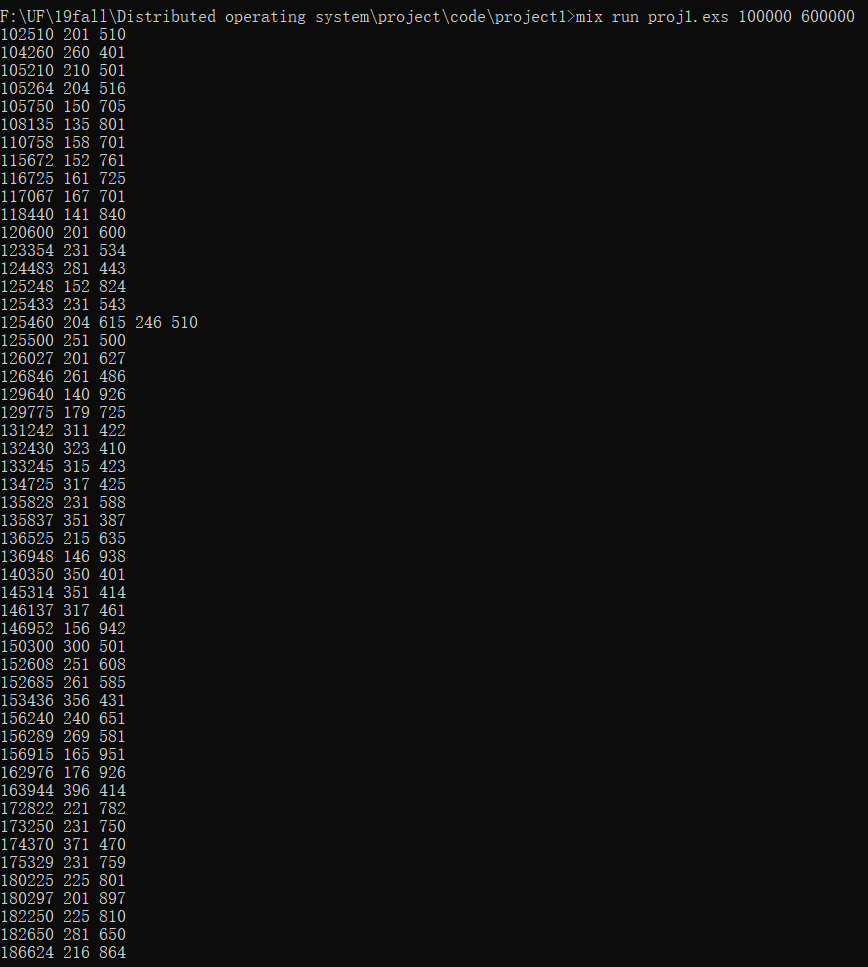 F:\UF\19fall\Distributed operating system\project\code\project1>mix run proj1.exs 100000 600000
102510 201 510
104260 260 401
105210 210 501
105264 204 516
105750 150 705
108135 135 801
110758 158 701
115672 152 761
116725 161 725
117067 167 701
118440 141 840
120600 201 600
123354 231 534
124483 281 443
125248 152 824
125433 231 543
125460 204 615 246 510
125500 251 500
126027 201 627
126846 261 486
129640 140 926
129775 179 725
131242 311 422
132430 323 410
133245 315 423
134725 317 425
135828 231 588
135837 351 387
136525 215 635
136948 146 938
140350 350 401
145314 351 414
146137 317 461
146952 156 942
150300 300 501
152608 251 608
152685 261 585
153436 356 431
156240 240 651
156289 269 581
156915 165 951
162976 176 926
163944 396 414
172822 221 782
173250 231 750
174370 371 470
175329 231 759
180225 225 801
180297 201 897
182250 225 810
182650 281 650
186624 216 864